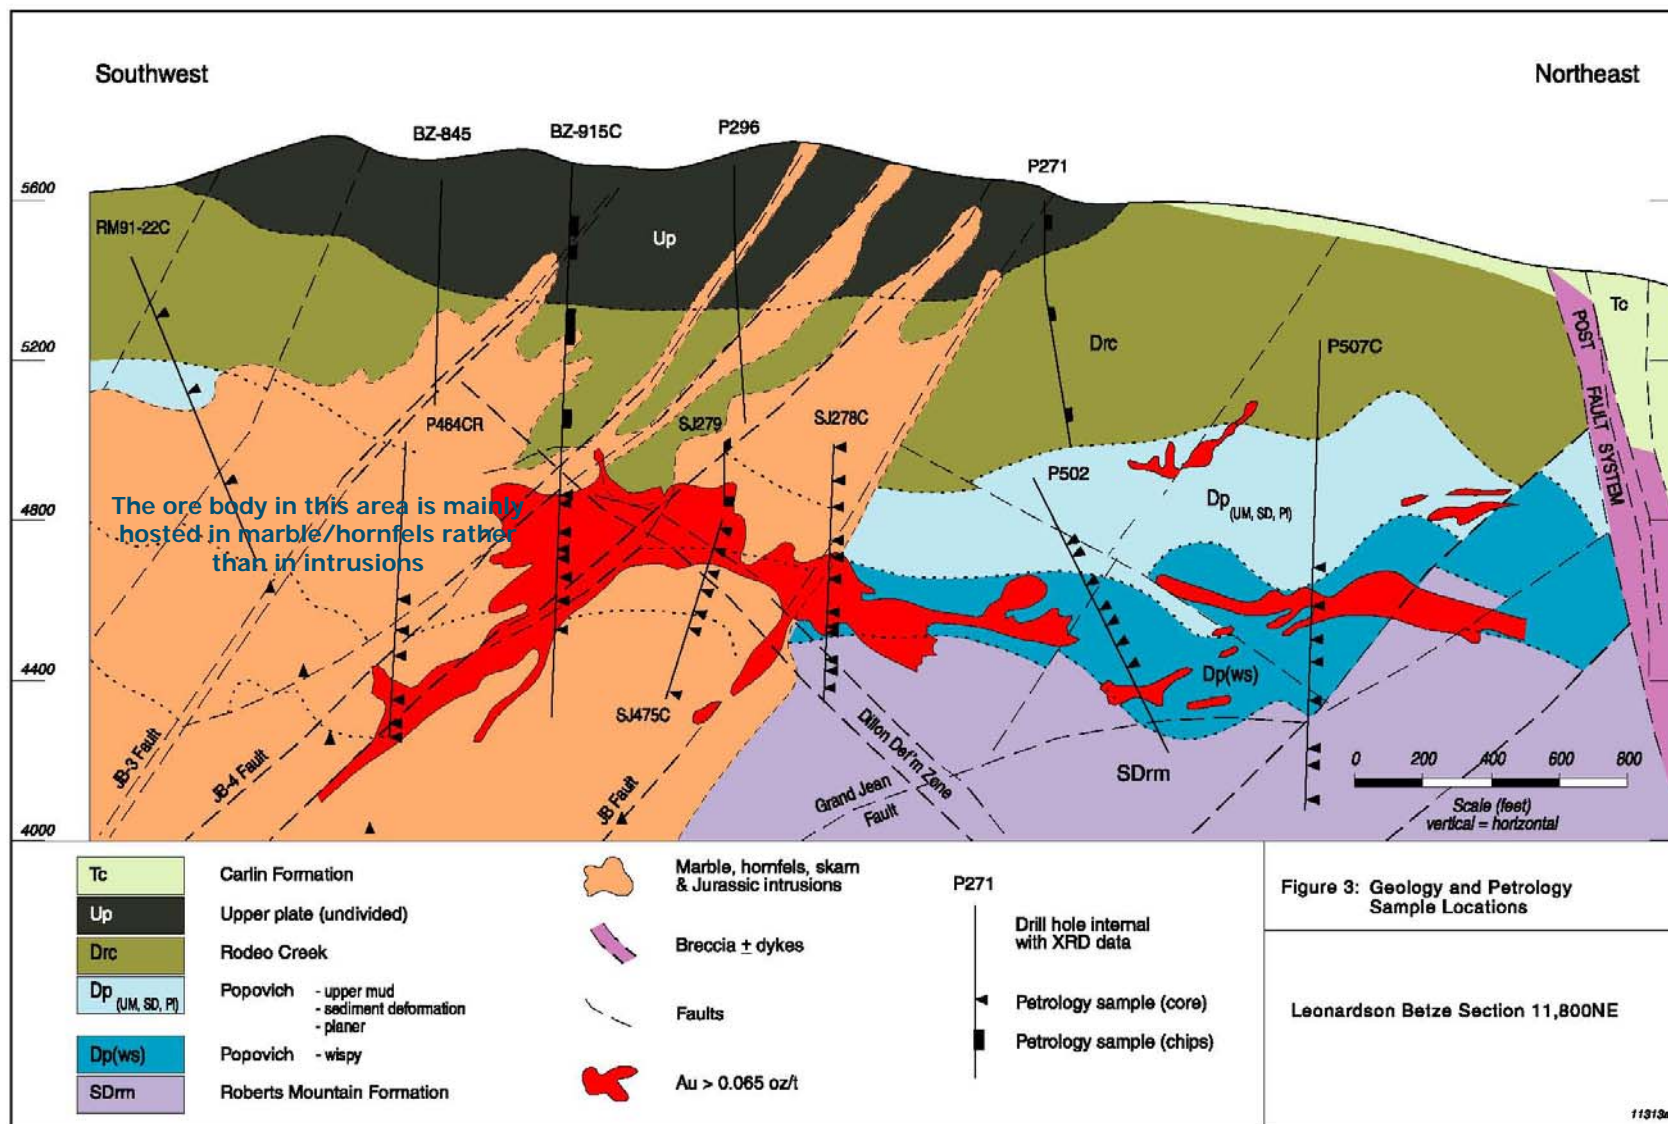 Southwest
Northeast
BZ-845
BZ-915C
P296
P271
5600
RM91-22C
Up
Tc
5200
Drc
P507C
POST FAULT SYSTEM
P464CR
SJ279
SJ278C
P502
The ore body in this area is mainly
hosted in marble/hornfels rather
than in intrusions
4800
Dp (UM, SD, Pl)
4400
Dp(ws)
SJ475C
SDrm
JB-3 Fault
JB-4 Fault
JB Fault
Dillon Def'm Zone
Grand Jean
Fault
0 200 400 600 800
Scale (feet)
vertical = horizontal
4000
Tc Carlin Formation
Up Upper plate (undivided)
Drc Rodeo Creek
Dp (UM, SD, Pl) Popovich - upper mud
- sediment deformation
- planer
Dp(ws) Popovich - wispy
SDrm Roberts Mountain Formation
Marble, hornfels, skarn
& Jurassic intrusions
Breccia ± dykes
Faults
Au > 0.065 oz/t
P271
Drill hole internal
with XRD data
Petrology sample (core)
Petrology sample (chips)
Figure 3: Geology and Petrology
Sample Locations
Leonardson Betze Section 11,800NE